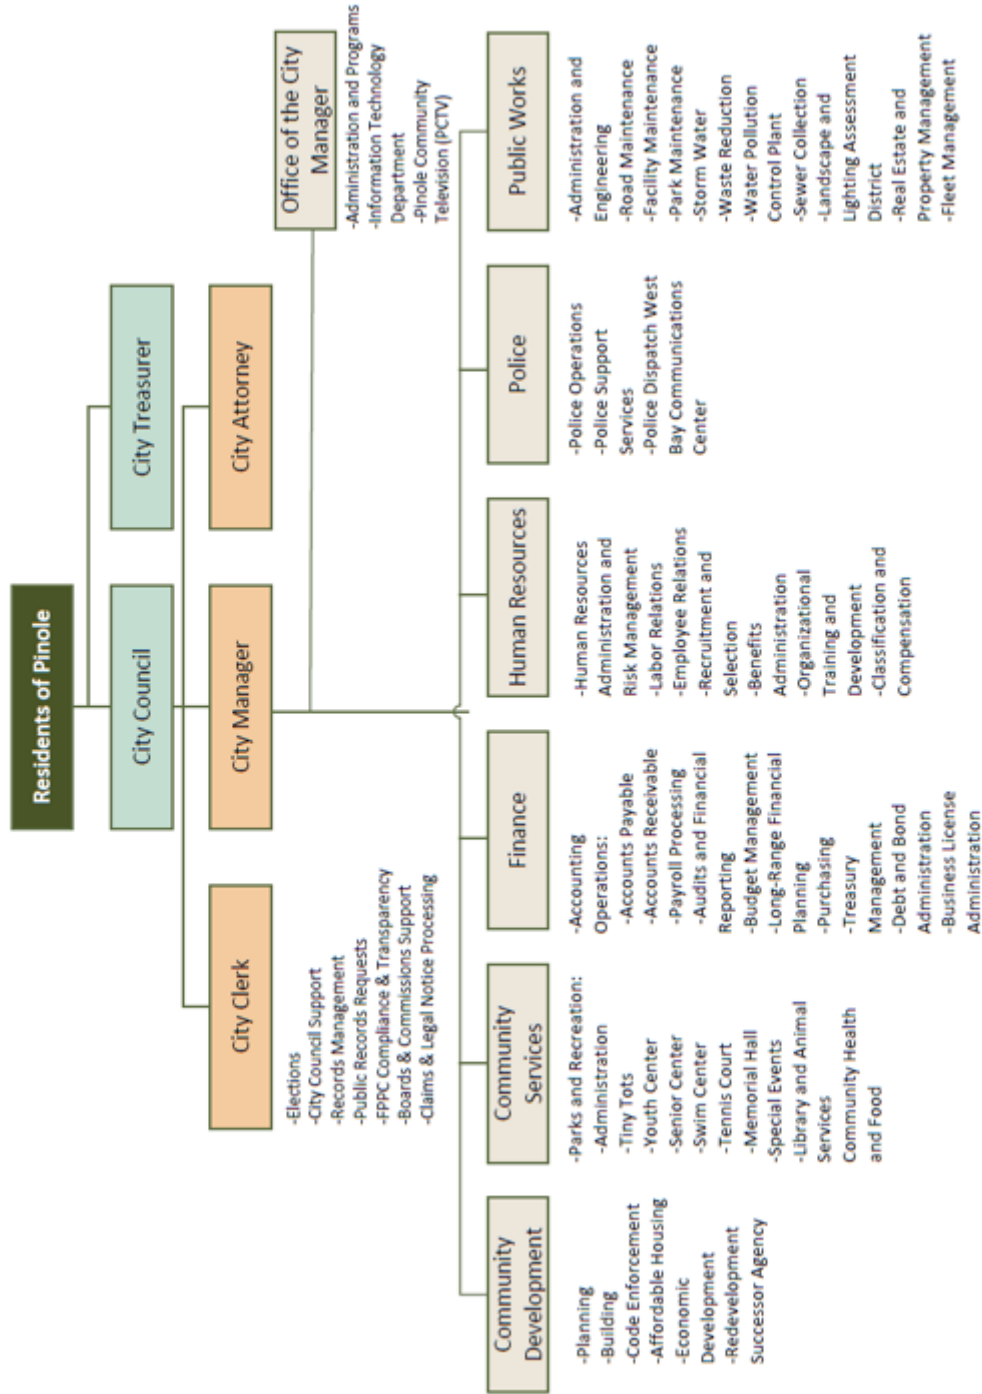 Residents of Pinole
City Council
City Treasurer
City Clerk
City Manager
City Attorney
-Elections
-City Council Support
-Records Management
-Public Records Requests
-FPPC Compliance & Transparency
-Boards & Commissions Support
-Claims & Legal Notice Processing
Office of the City
Manager
-Administration and Programs
-Information Technology
Department
-Pinole Community
Television (PCTV)
Community
Development
-Planning
-Building
-Code Enforcement
-Affordable Housing
-Economic
Development
-Redevelopment
Successor Agency
Community
Services
-Parks and Recreation:
-Administration
-Tiny Tots
-Youth Center
-Senior Center
-Swim Center
-Tennis Court
-Memorial Hall
-Special Events
-Library and Animal
Services
Community Health
and Food
Finance
-Accounting
Operations:
-Accounts Payable
-Accounts Receivable
-Payroll Processing
-Audits and Financial
Reporting
-Budget Management
-Long-Range Financial
Planning
-Purchasing
-Treasury
Management
-Debt and Bond
Administration
-Business License
Administration
Human Resources
-Human Resources
Administration and
Risk Management
-Labor Relations
-Employee Relations
-Recruitment and
Selection
-Benefits
Administration
-Organizational
Training and
Development
-Classification and
Compensation
Police
-Police Operations
-Police Support
Services
-Police Dispatch West
Bay Communications
Center
Public Works
-Administration and
Engineering
-Road Maintenance
-Facility Maintenance
-Park Maintenance
-Storm Water
-Waste Reduction
-Water Pollution
Control Plant
-Sewer Collection
-Landscape and
Lighting Assessment
District
-Real Estate and
Property Management
-Fleet Management